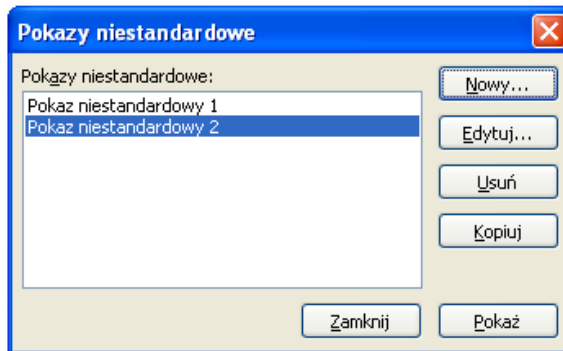 Pokazy niestandardowe
Pokazy niestandardowe:
Pokaz niestandardowy 1
Pokaz niestandardowy 2
Nowy...
Edytuj...
Usuń
Kopiuj
Zamknij
Pokaż